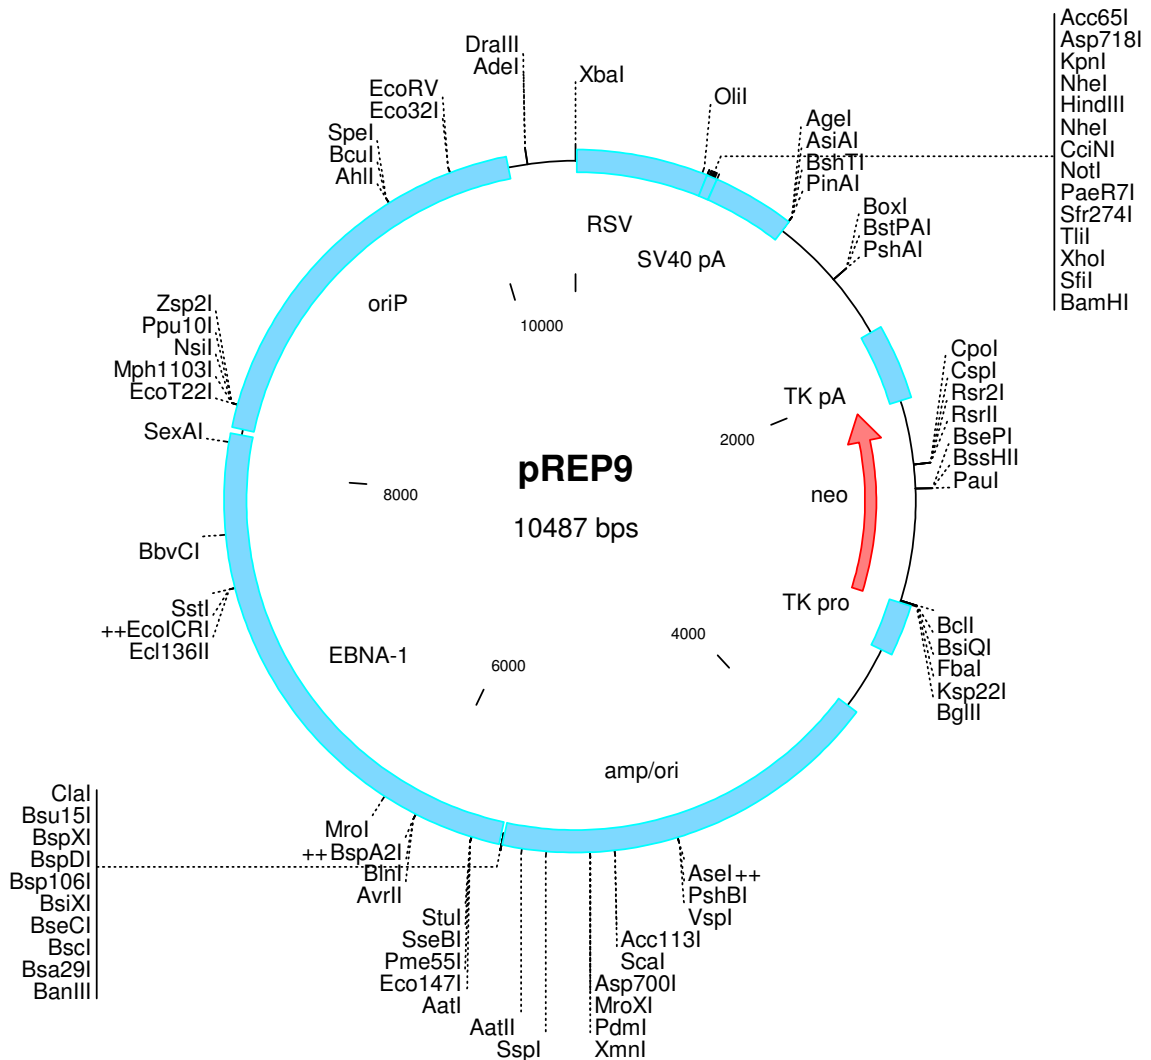 DraIII
AdeI
XbaI
EcoRV
Eco32I
SpeI
BcuI
AhlI
OliI
AgeI
AsiAI
BshTI
PinAI
BoxI
BstPAI
PshAI
Acc65I
Asp718I
KpnI
NheI
HindIII
NheI
CciNI
NotI
PaeR7I
Sfr274I
TliI
XhoI
SfiI
BamHI
RSV
SV40 pA
oriP
10000
Zsp2I
Ppu10I
NsiI
Mph1103I
EcoT22I
SexAI
CpoI
CspI
Rsr2I
RsrII
BsePI
BssHII
PauI
TK pA
2000
neo
8000
pREP9
10487 bps
BbvCI
SstI
++EcoICRI
Ecl136II
TK pro
4000
BclI
BsiQI
FbaI
Ksp22I
BglII
EBNA-1
6000
amp/ori
ClaI
Bsu15I
BspXI
BspDI
Bsp106I
BsiXI
BseCI
BscI
Bsa29I
BanIII
MroI
++BspA2I
BlnI
AvrII
StuI
SseBI
Pme55I
Eco147I
AatI
AatII
SspI
AseI++
PshBI
VspI
Acc113I
ScaI
Asp700I
MroXI
PdmI
XmnI